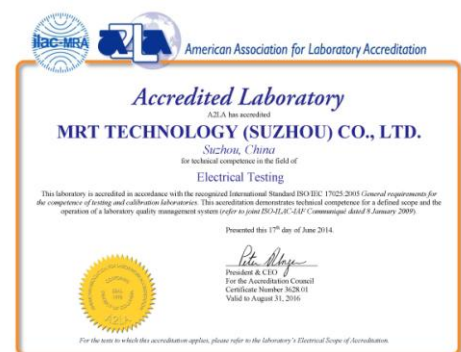 ilac-MRA
A2LA
American Association for Laboratory Accreditation
Accredited Laboratory
A2LA has accredited
MRT TECHNOLOGY (SUZHOU) CO., LTD.
Suzhou, China
for technical competence in the field of
Electrical Testing
This laboratory is accredited in accordance with the recognized International Standard ISO/IEC 17025:2005 General requirements for
the competence of testing and calibration laboratories. This accreditation demonstrates technical competence for a defined scope and the
operation of a laboratory quality management system (refer to joint ISO-ILAC-IAF Communiqué dated 8 January 2009).
Presented this 17th day of June 2014.
President & CEO
For the Accreditation Council
Certificate Number 3628.01
Valid to August 31, 2016
A2LA
For the tests to which this accreditation applies, please refer to the laboratory's Electrical Scope of Accreditation.